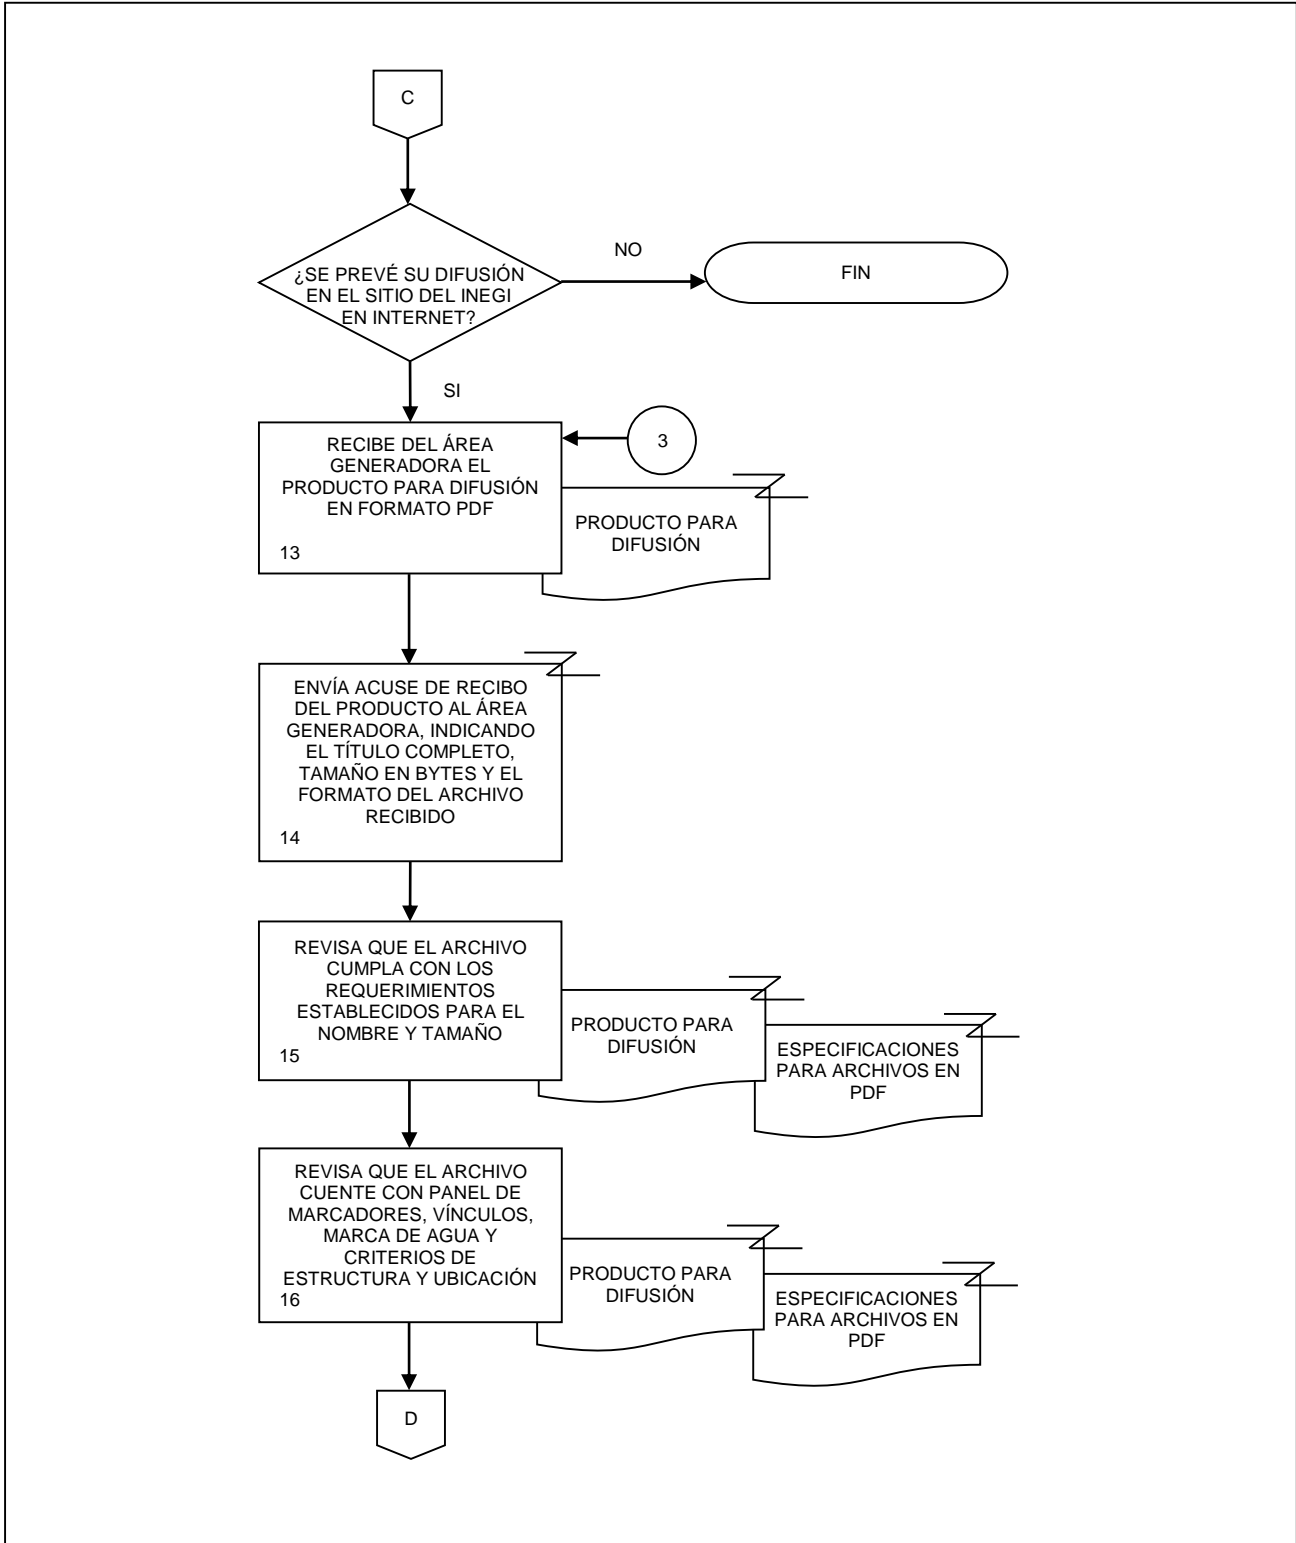 C
¿SE PREVÉ SU DIFUSIÓN
EN EL SITIO DEL INEGI
EN INTERNET?
NO
FIN
SI
RECIBE DEL ÁREA
GENERADORA EL
PRODUCTO PARA DIFUSIÓN
EN FORMATO PDF
13
3
PRODUCTO PARA
DIFUSIÓN
ENVÍA ACUSE DE RECIBO
DEL PRODUCTO AL ÁREA
GENERADORA, INDICANDO
EL TÍTULO COMPLETO,
TAMAÑO EN BYTES Y EL
FORMATO DEL ARCHIVO
RECIBIDO
14
REVISA QUE EL ARCHIVO
CUMPLA CON LOS
REQUERIMIENTOS
ESTABLECIDOS PARA EL
NOMBRE Y TAMAÑO
15
PRODUCTO PARA
DIFUSIÓN
ESPECIFICACIONES
PARA ARCHIVOS EN
PDF
REVISA QUE EL ARCHIVO
CUENTE CON PANEL DE
MARCADORES, VÍNCULOS,
MARCA DE AGUA Y
CRITERIOS DE
ESTRUCTURA Y UBICACIÓN
16
PRODUCTO PARA
DIFUSIÓN
ESPECIFICACIONES
PARA ARCHIVOS EN
PDF
D